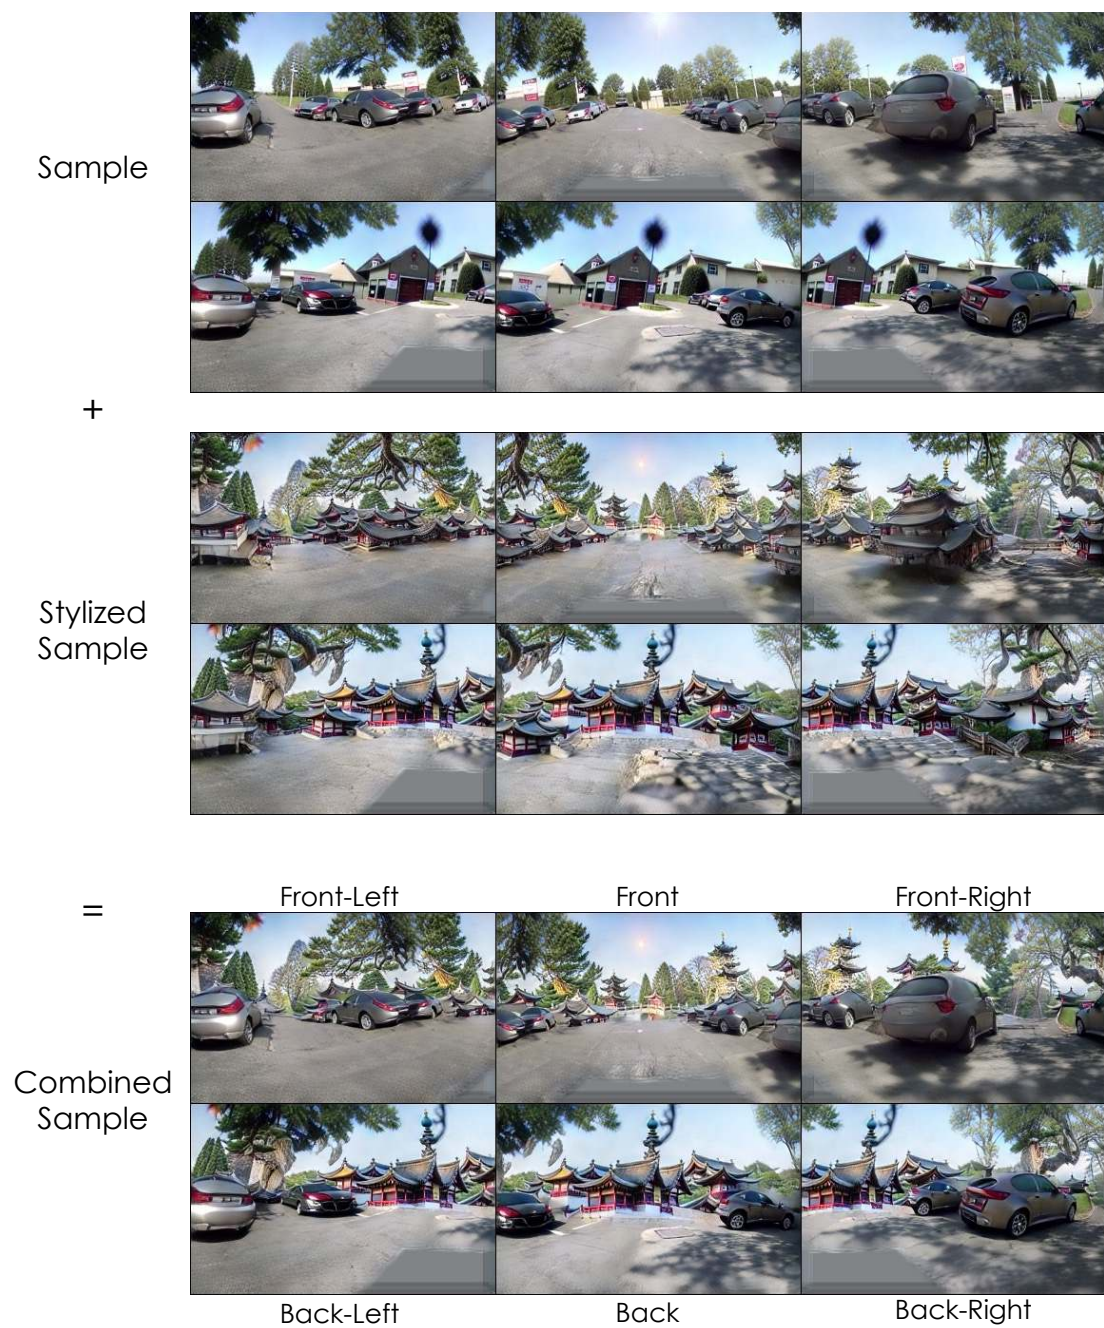 Sample
+
Stylized
Sample
=
Front-Left Front Front-Right
Combined
Sample
Back-Left Back Back-Right